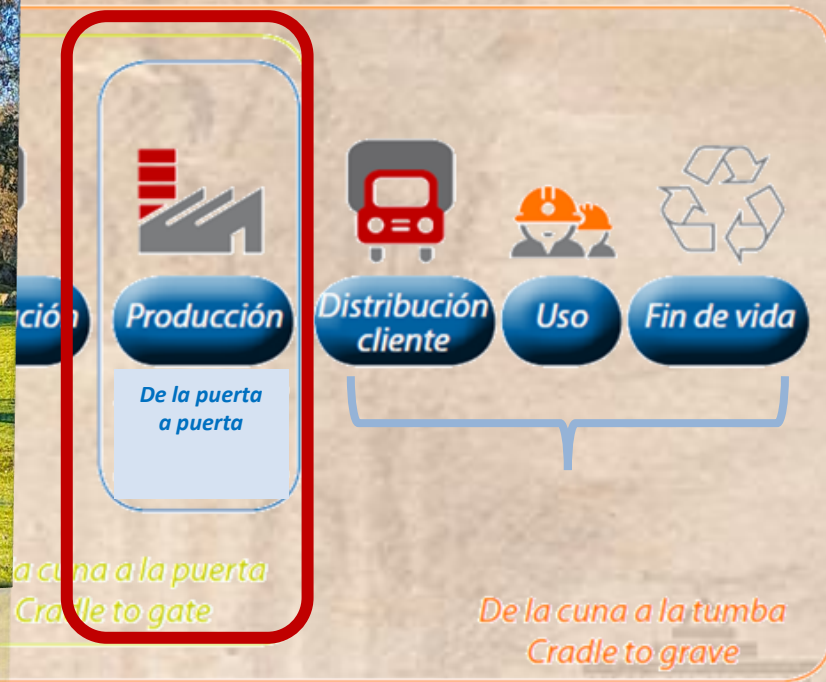 ción
Producción
Distribución
cliente
Uso
Fin de vida
De la puerta
a puerta
a cuna a la puerta
Cradle to gate
De la cuna a la tumba
Cradle to grave